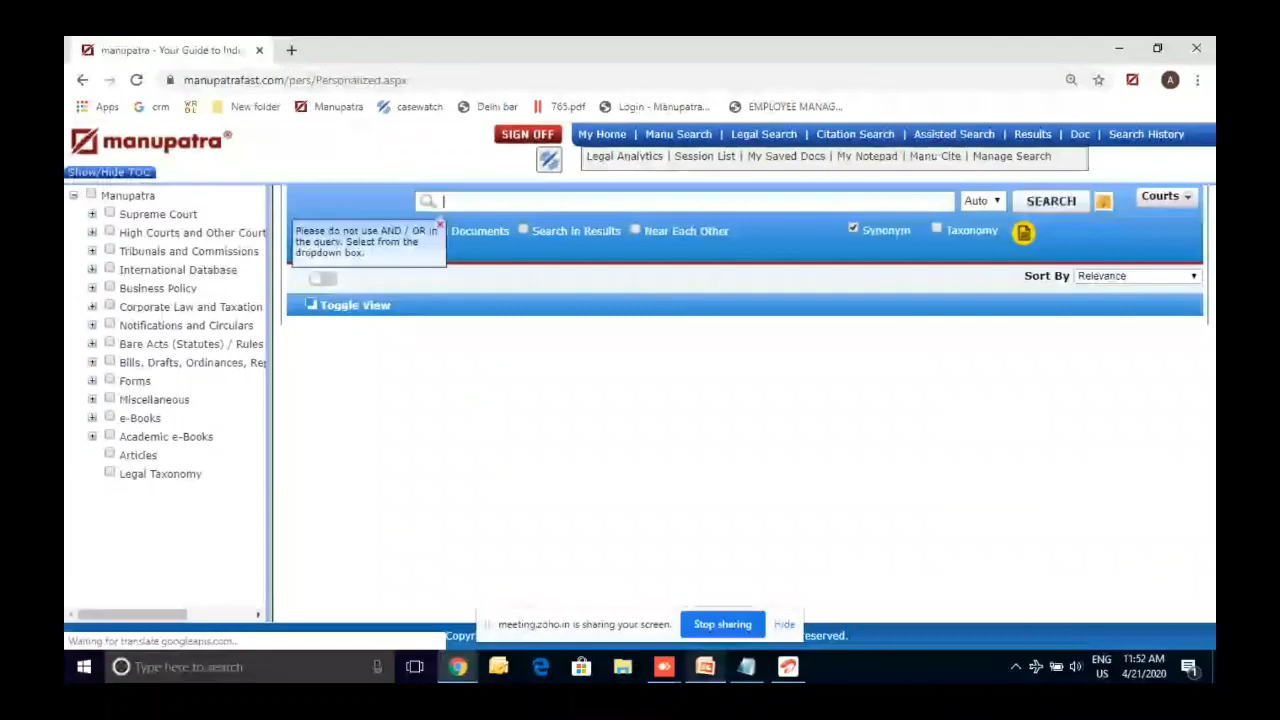 manupatra - Your Guide to Indi
manupatrafast.com/pers/Personalized.aspx
A
Apps
crm
New folder
Manupatra
casewatch
Delhi bar
765.pdf
Login - Manupatra...
EMPLOYEE MANAG...
manupatra®
SIGN OFF
My Home | Manu Search | Legal Search | Citation Search | Assisted Search | Results | Doc | Search History
Legal Analytics | Session List | My Saved Docs | My Notepad | Manu Cite | Manage Search
Show/Hide TOC
Manupatra
Supreme Court
High Courts and Other Court
Tribunals and Commissions
International Database
Business Policy
Corporate Law and Taxation
Notifications and Circulars
Bare Acts (Statutes) / Rules
Bills, Drafts, Ordinances, Rep
Forms
Miscellaneous
e-Books
Academic e-Books
Articles
Legal Taxonomy
Auto
SEARCH
Courts
Please do not use AND / OR in
the query. Select from the
dropdown box.
Documents
Search in Results
Near Each Other
Synonym
Taxonomy
Sort By
Relevance
Toggle View
meeting.zoho.in is sharing your screen.
Stop sharing
Hide
Waiting for translate.googleapis.com...
Copyr
eserved.
Type here to search
ENG
US
11:52 AM
4/21/2020